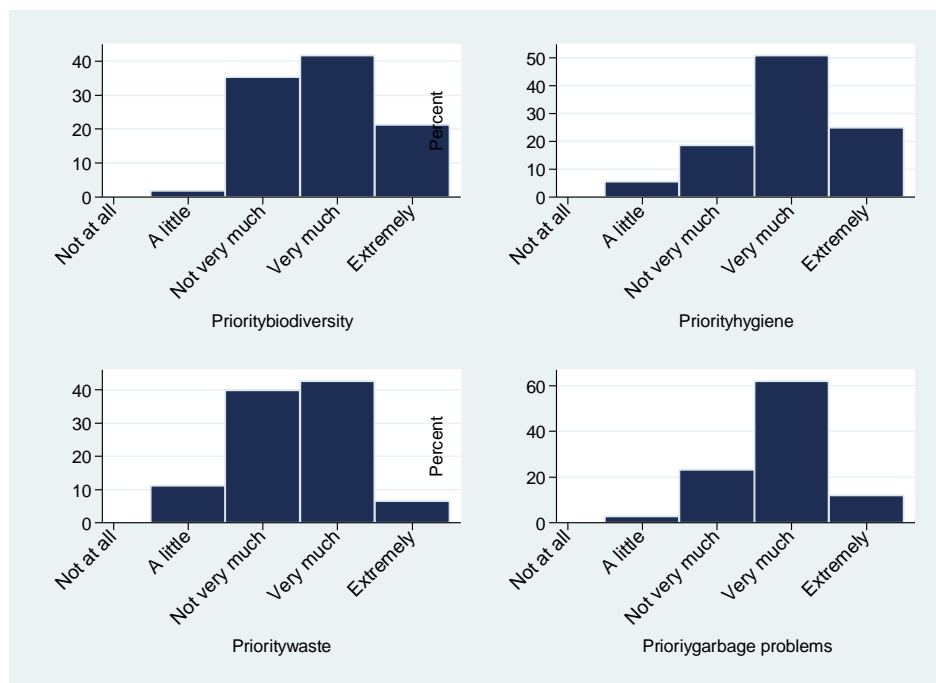 40
30
20
10
0
Not at all
A little
Not very much
Very much
Extremely
Prioritybiodiversity
Percent
50
40
30
20
10
0
Not at all
A little
Not very much
Very much
Extremely
Priorityhygiene
40
30
20
10
0
Not at all
A little
Not very much
Very much
Extremely
Prioritywaste
Percent
60
40
20
0
Not at all
A little
Not very much
Very much
Extremely
Prioriygarbage problems